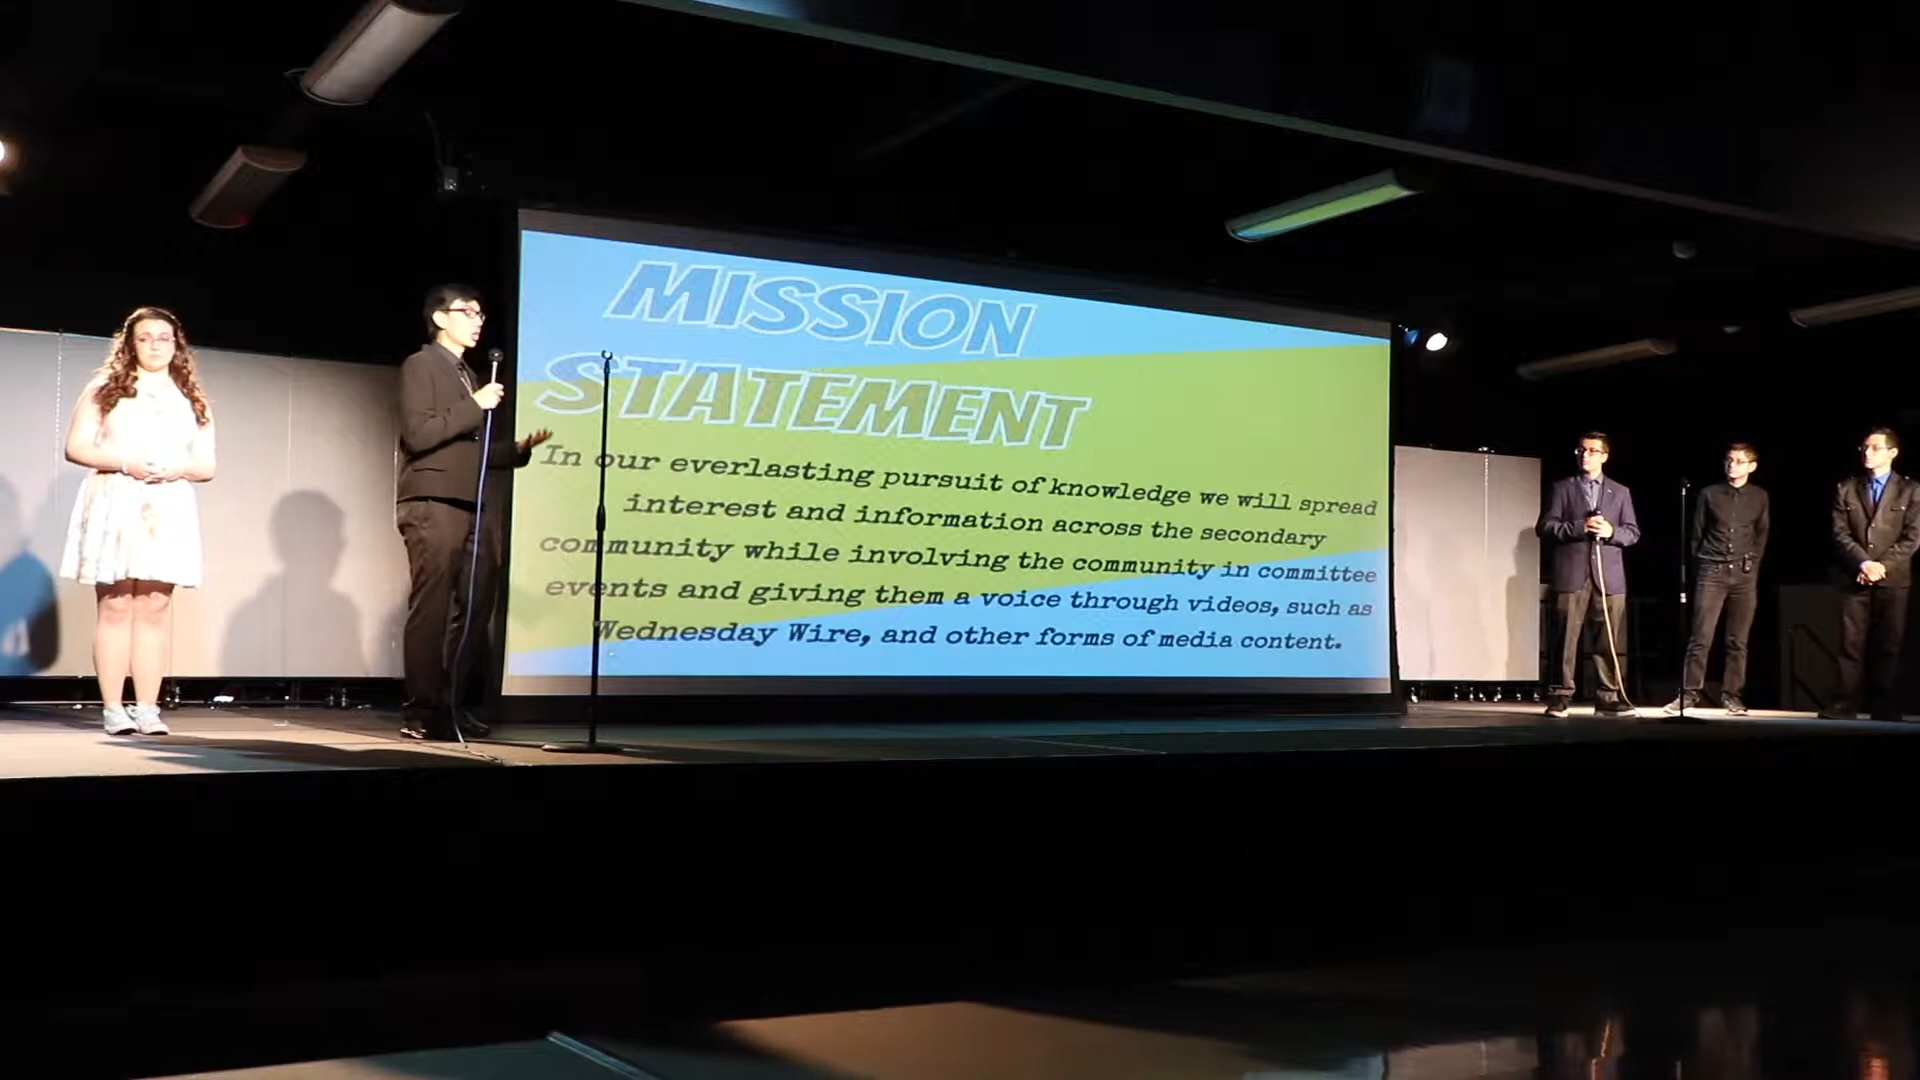 MISSION
STATEMENT
In our everlasting pursuit of knowledge we will spread
interest and information across the secondary
community while involving the community in committee
events and giving them a voice through videos, such as
Wednesday Wire, and other forms of media content.